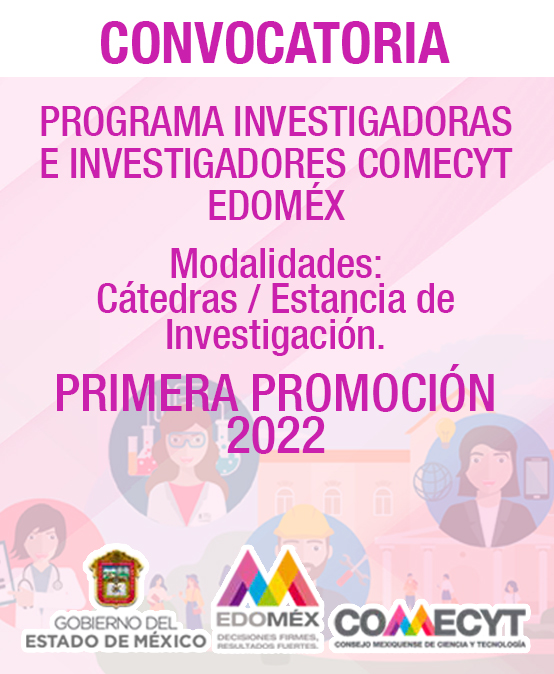 CONVOCATORIA
PROGRAMA INVESTIGADORAS
E INVESTIGADORES COMECYT
EDOMÉX
Modalidades:
Cátedras / Estancia de
Investigación.
PRIMERA PROMOCIÓN
2022
GOBIERNO DEL
ESTADO DE MÉXICO
EDOMÉX
DECISIONES FIRMES,
RESULTADOS FUERTES.
COMECYT
CONSEJO MEXIQUENSE DE CIENCIA Y TECNOLOGÍA